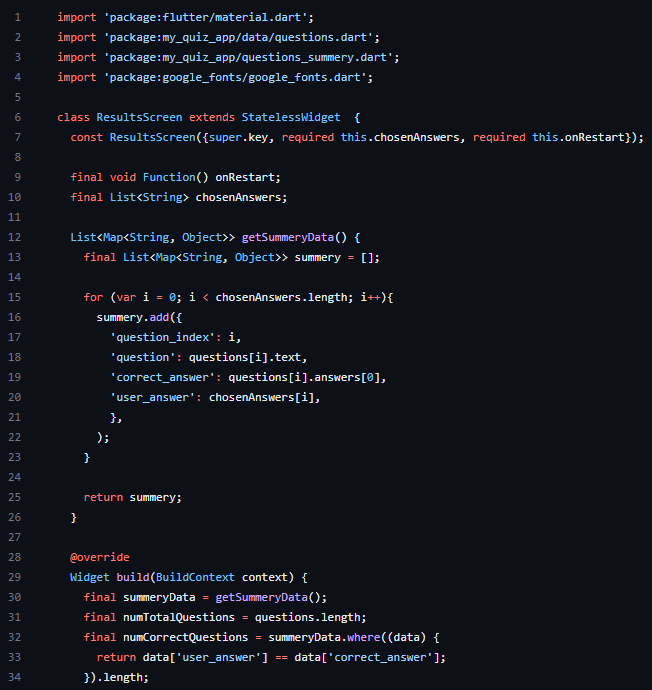 1 import 'package:flutter/material.dart';
2 import 'package:my_quiz_app/data/questions.dart';
3 import 'package:my_quiz_app/questions_summery.dart';
4 import 'package:google_fonts/google_fonts.dart';
5
6 class ResultsScreen extends StatelessWidget  {
7   const ResultsScreen({super.key, required this.chosenAnswers, required this.onRestart});
8
9   final void Function() onRestart;
10   final List<String> chosenAnswers;
11
12   List<Map<String, Object>> getSummeryData() {
13     final List<Map<String, Object>> summery = [];
14
15     for (var i = 0; i < chosenAnswers.length; i++){
16       summery.add({
17         'question_index': i,
18         'question': questions[i].text,
19         'correct_answer': questions[i].answers[0],
20         'user_answer': chosenAnswers[i],
21         },
22       );
23     }
24
25     return summery;
26   }
27
28   @override
29   Widget build(BuildContext context) {
30     final summeryData = getSummeryData();
31     final numTotalQuestions = questions.length;
32     final numCorrectQuestions = summeryData.where((data) {
33       return data['user_answer'] == data['correct_answer'];
34     }).length;